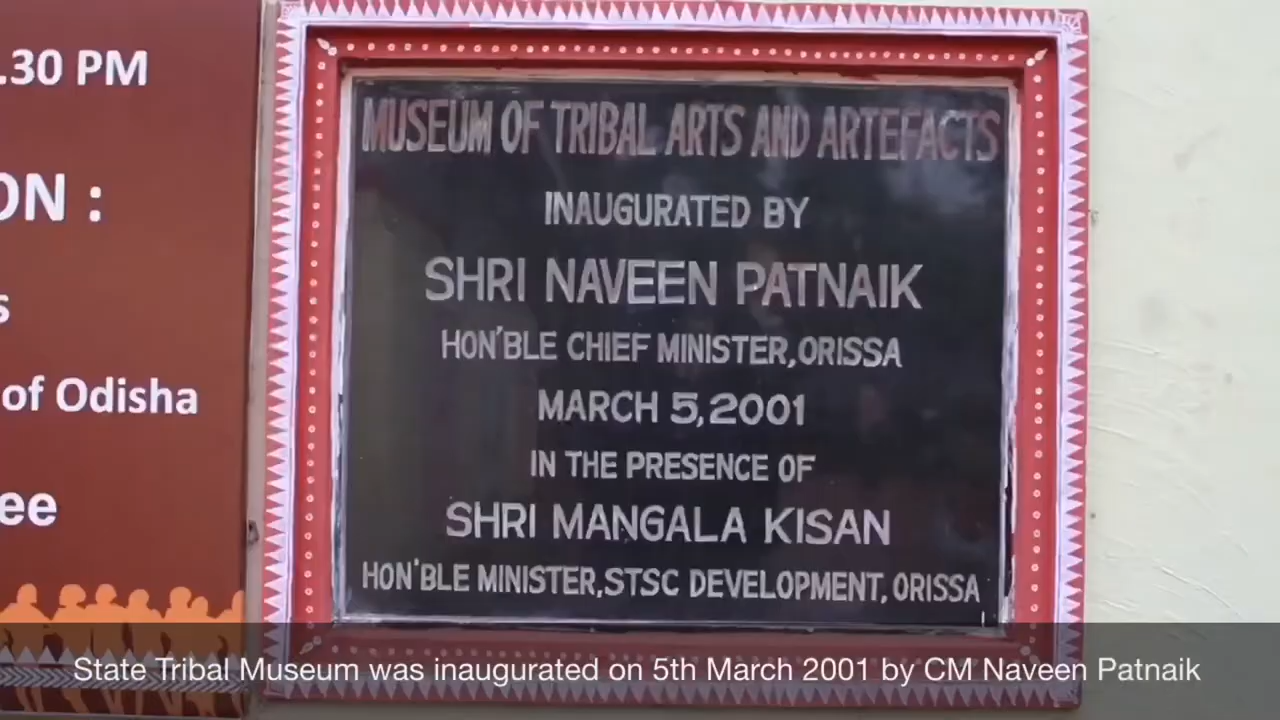 .30 PM
ON :
s
of Odisha
ee
MUSEUM OF TRIBAL ARTS AND ARTEFACTS
INAUGURATED BY
SHRI NAVEEN PATNAIK
HON'BLE CHIEF MINISTER, ORISSA
MARCH 5, 2001
IN THE PRESENCE OF
SHRI MANGALA KISAN
HON'BLE MINISTER, STSC DEVELOPMENT, ORISSA
State Tribal Museum was inaugurated on 5th March 2001 by CM Naveen Patnaik